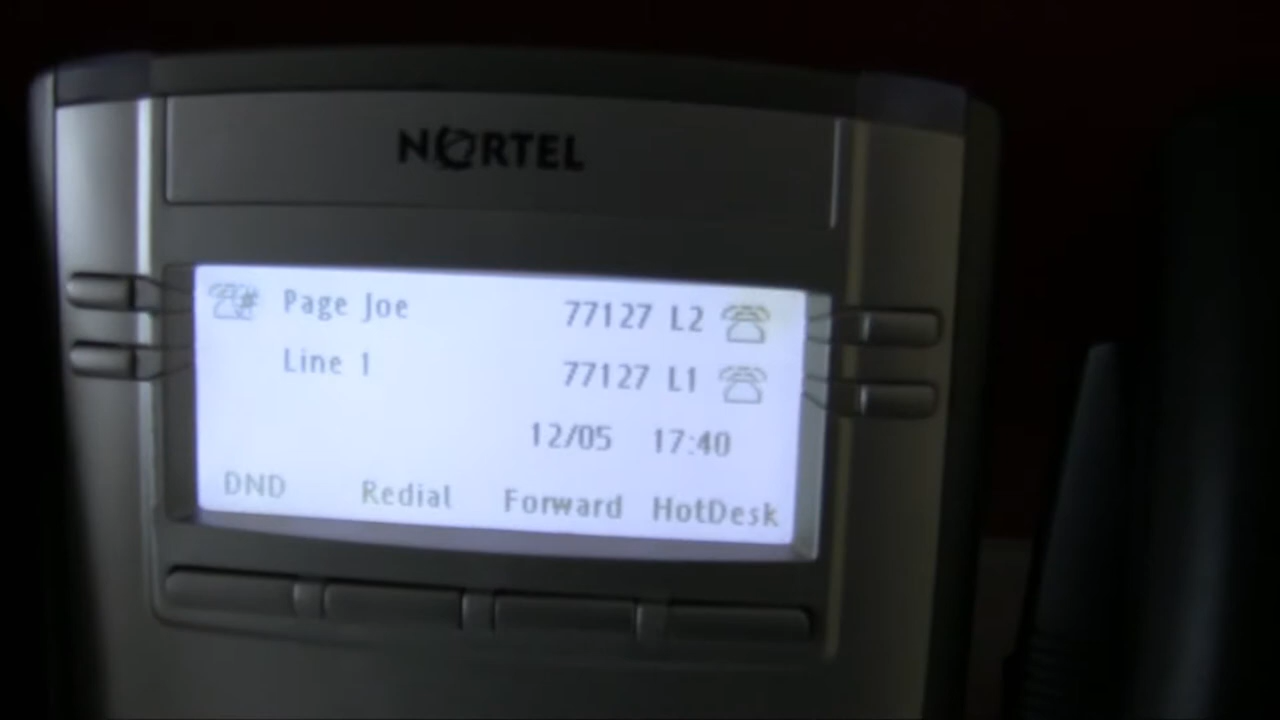 NORTEL
Page Joe 77127 L2
Line 1 77127 L1
12/05 17:40
DND Redial Forward HotDesk